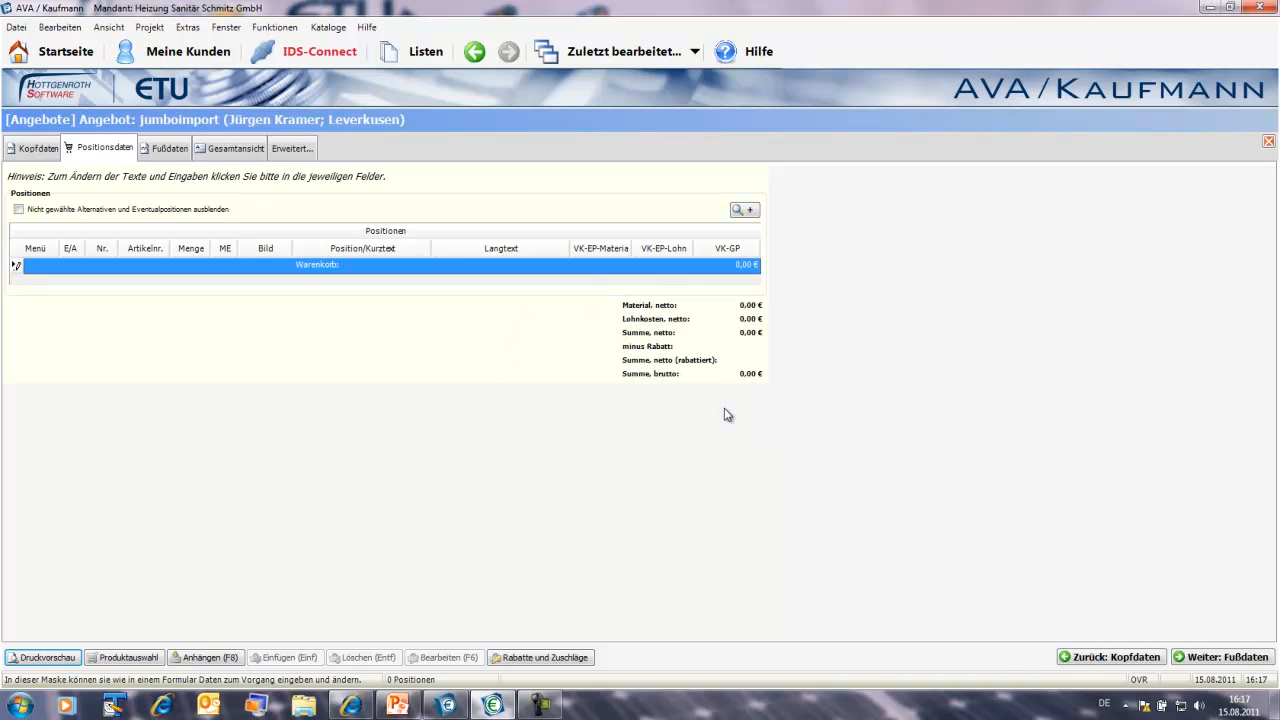 AVA / Kaufmann   Mandant: Heizung Sanitär Schmitz GmbH
Datei Bearbeiten Ansicht Projekt Extras Fenster Funktionen Kataloge Hilfe
Startseite Meine Kunden IDS-Connect Listen Zuletzt bearbeitet... Hilfe
HOTTGENROTH SOFTWARE ETU AVA / KAUFMANN
[Angebote] Angebot: Jumboimport (Jürgen Kramer; Leverkusen)
Kopfdaten Positionsdaten Fußdaten Gesamtansicht Erweitert...
Hinweis: Zum Ändern der Texte und Eingaben klicken Sie bitte in die jeweiligen Felder.
Positionen
Nicht gewählte Alternativen und Eventualpositionen ausblenden +
Positionen
Menü E/A Nr. Artikelnr. Menge ME Bild Position/Kurztext Langtext VK-EP-Materia VK-EP-Lohn VK-GP
Warenkorb: 0,00 €
Material, netto: 0,00 €
Lohnkosten, netto: 0,00 €
Summe, netto: 0,00 €
minus Rabatt:
Summe, netto (rabattiert):
Summe, brutto: 0,00 €
Druckvorschau Produktauswahl Anhängen (F8) Einfügen (Einf) Löschen (Entf) Bearbeiten (F6) Rabatte und Zuschläge Zurück: Kopfdaten Weiter: Fußdaten
In dieser Maske können sie wie in einem Formular Daten zum Vorgang eingeben und ändern. 0 Positionen OVR 15.08.2011 16:17
DE 16:17
15.08.2011